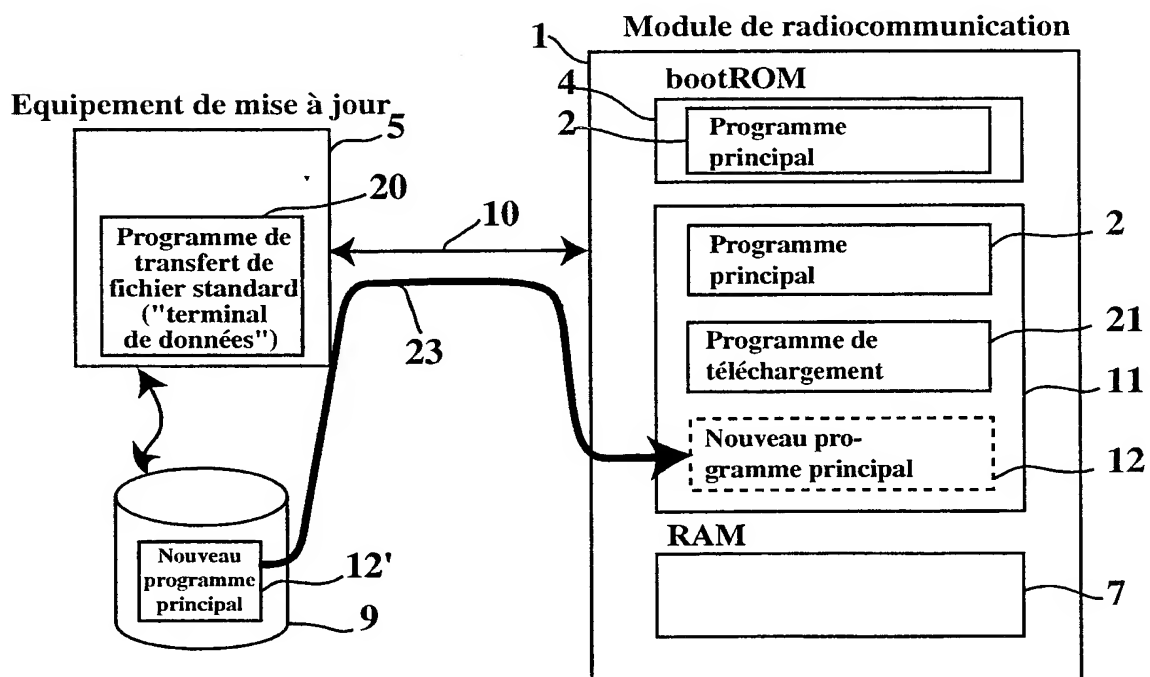 Module de radiocommunication
1
bootROM
Equipement de mise à jour
4
5
2
Programme
principal
20
10
2
Programme de
transfert de
fichier standard
("terminal
de données")
Programme
principal
23
21
Programme de
téléchargement
11
Nouveau pro-
gramme principal
12
RAM
Nouveau
programme
principal
12'
9
7